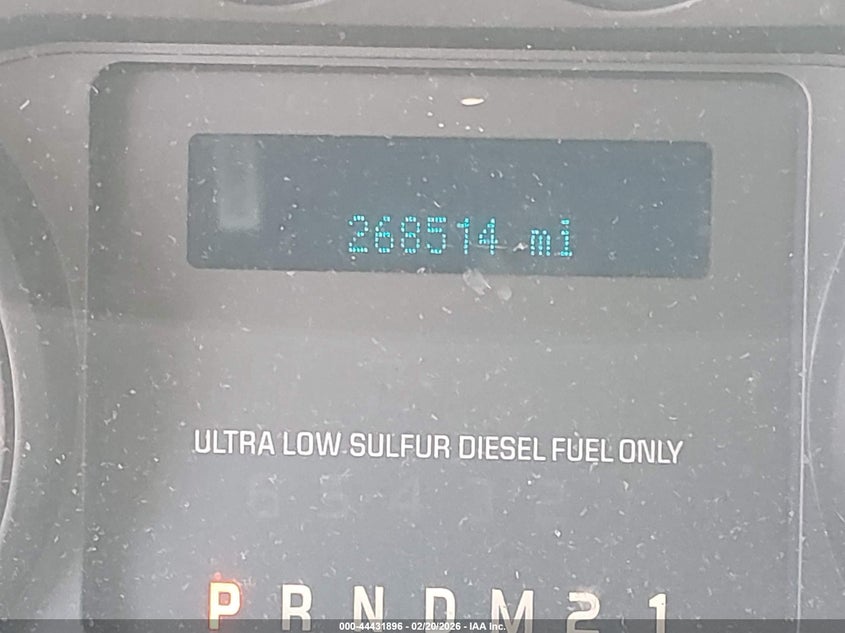 268514 mi
ULTRA LOW SULFUR DIESEL FUEL ONLY
P R N D M 2 1
000-44431896 - 02/20/2026 - IAA Inc.